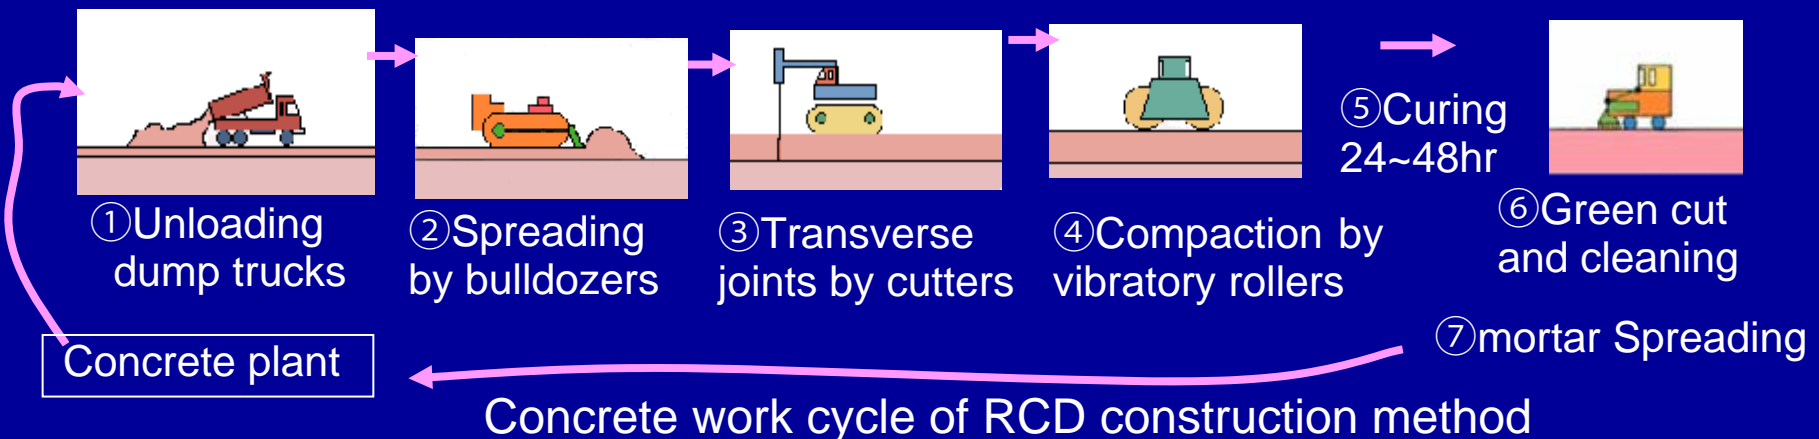 ①Unloading
dump trucks
②Spreading
by bulldozers
③Transverse
joints by cutters
④Compaction by
vibratory rollers
⑤Curing
24~48hr
⑥Green cut
and cleaning
⑦mortar Spreading
Concrete plant
Concrete work cycle of RCD construction method